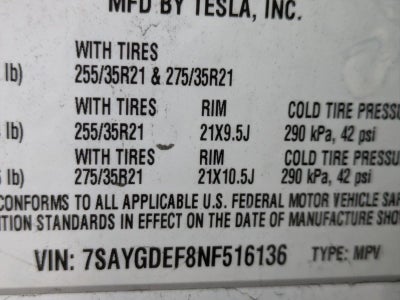 MFD BY TESLA, INC.
WITH TIRES
lb) 255/35R21 & 275/35R21
WITH TIRES RIM COLD TIRE PRESSU
lb) 255/35R21 21X9.5J 290 kPa, 42 psi
WITH TIRES RIM COLD TIRE PRESSU
lb) 275/35R21 21X10.5J 290 kPa, 42 psi
CONFORMS TO ALL APPLICABLE U.S. FEDERAL MOTOR VEHICLE SAF
TION STANDARDS IN EFFECT ON THE DATE OF MANUFACTURE SHO
VIN: 7SAYGDEF8NF516136 TYPE: MPV